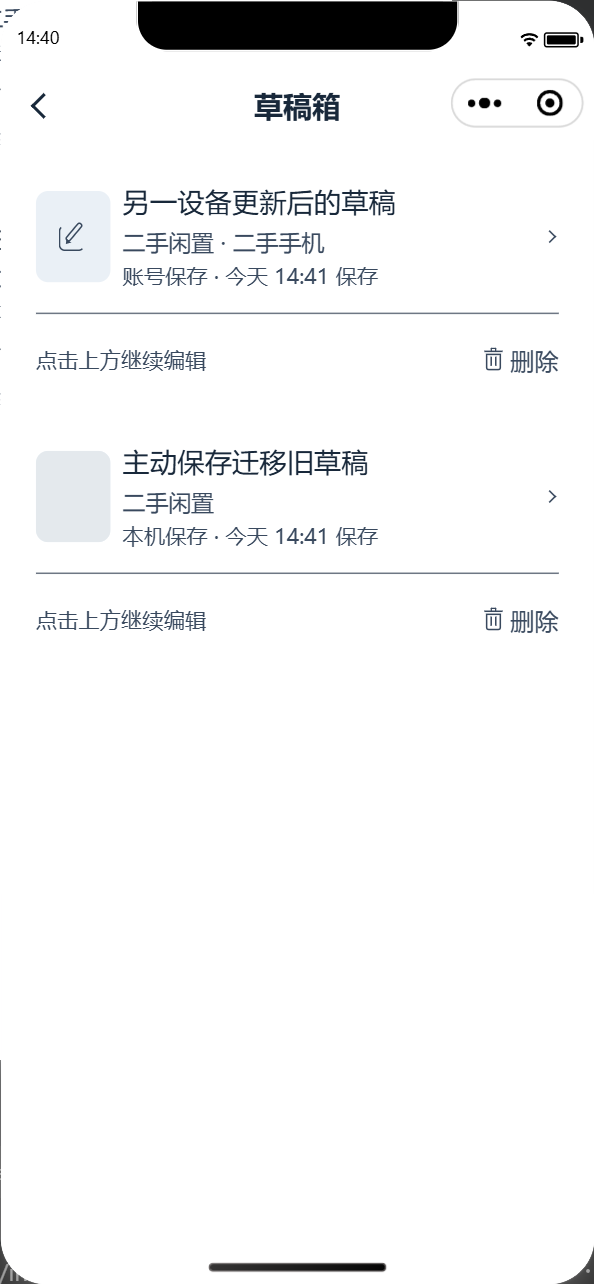 14:40
草稿箱
另一设备更新后的草稿
二手闲置 · 二手手机
账号保存 · 今天 14:41 保存
点击上方继续编辑
删除
主动保存迁移旧草稿
二手闲置
本机保存 · 今天 14:41 保存
点击上方继续编辑
删除